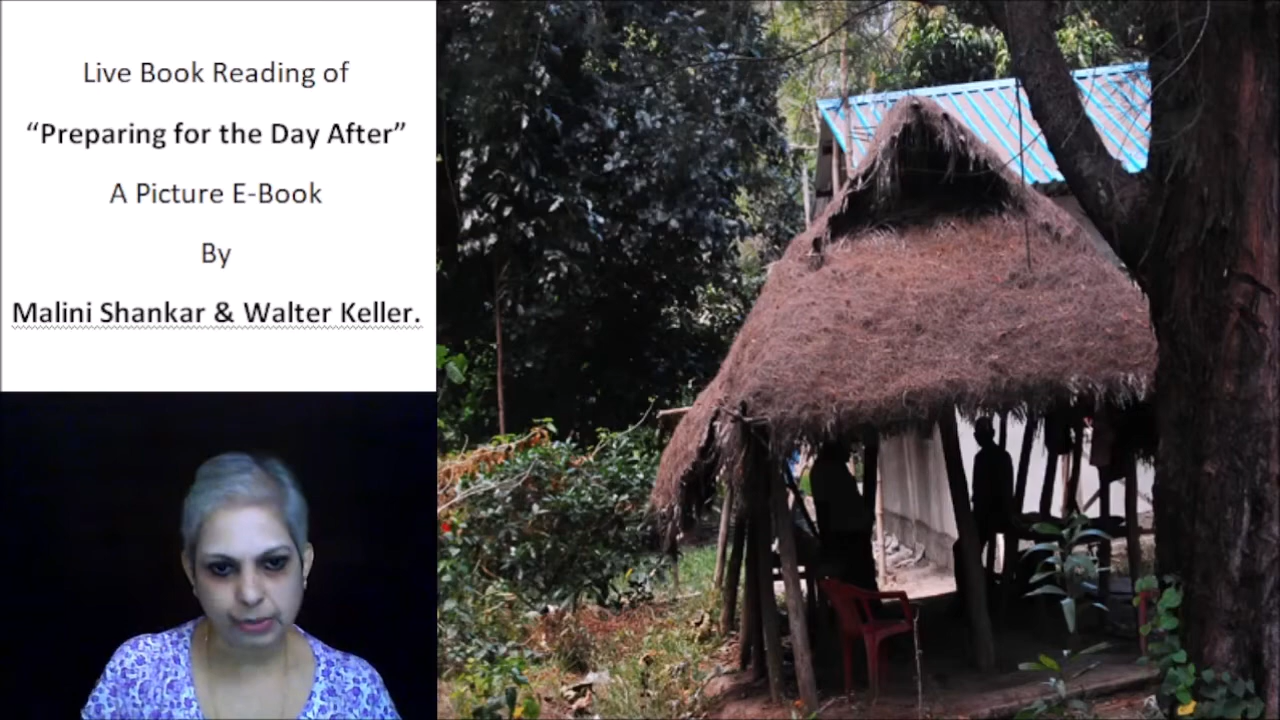 Live Book Reading of
“Preparing for the Day After”
A Picture E-Book
By
Malini Shankar & Walter Keller.